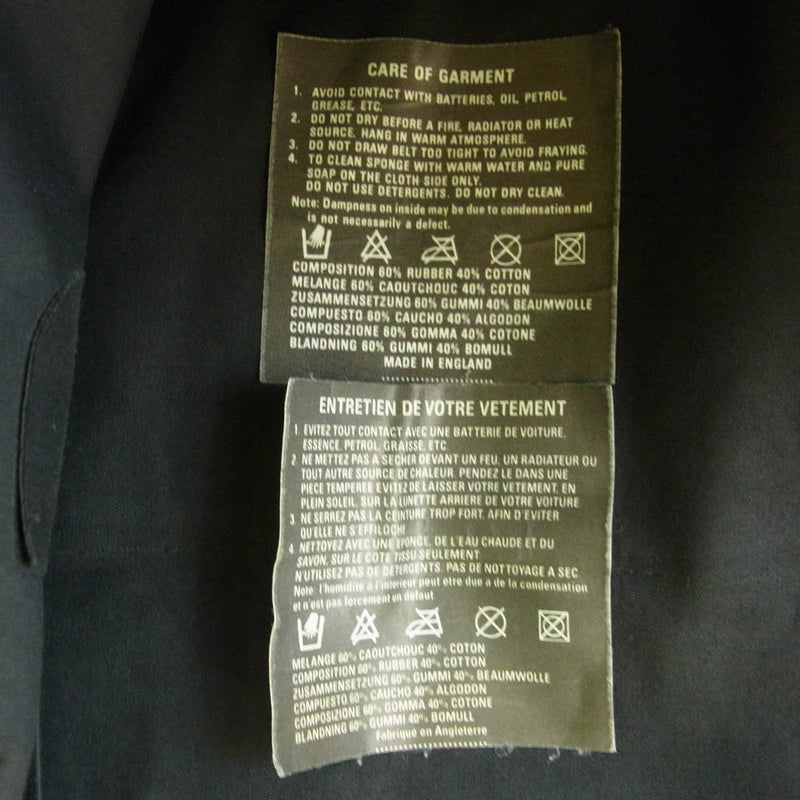 CARE OF GARMENT
1. AVOID CONTACT WITH BATTERIES, OIL, PETROL,
GREASE, ETC.
2. DO NOT DRY BEFORE A FIRE, RADIATOR OR HEAT
SOURCE. HANG IN WARM ATMOSPHERE.
3. DO NOT DRAW BELT TOO TIGHT TO AVOID FRAYING.
4. TO CLEAN SPONGE WITH WARM WATER AND PURE
SOAP ON THE CLOTH SIDE ONLY.
DO NOT USE DETERGENTS. DO NOT DRY CLEAN.
Note: Dampness on inside may be due to condensation and
is not necessarily a defect.
COMPOSITION 60% RUBBER 40% COTTON
MELANGE 60% CAOUTCHOUC 40% COTON
ZUSAMMENSETZUNG 60% GUMMI 40% BEAUMWOLLE
COMPUESTO 60% CAUCHO 40% ALGODON
COMPOSIZIONE 60% GOMMA 40% COTONE
BLANDNING 60% GUMMI 40% BOMULL
MADE IN ENGLAND
ENTRETIEN DE VOTRE VETEMENT
1 EVITEZ TOUT CONTACT AVEC UNE BATTERIE DE VOITURE,
ESSENCE, PETROL, GRAISSE, ETC
2 NE METTEZ PAS A SECHER DEVANT UN FEU, UN RADIATEUR OU
TOUT AUTRE SOURCE DE CHALEUR. PENDEZ LE DANS UNE
PIECE TEMPEREE EVITEZ DE LAISSER VOTRE VETEMENT, EN
PLEIN SOLEIL, SUR LA LUNETTE ARRIERE DE VOTRE VOITURE
3 NE SERREZ PAS LA CEINTURE TROP FORT, AFIN D'EVITER
QU'ELLE NE S'EFFILOCHE
4 NETTOYEZ AVEC UNE EPONGE, DE L'EAU CHAUDE ET DU
SAVON, SUR LE COTE TISSU SEULEMENT
N'UTILISEZ PAS DE DETERGENTS. PAS DE NOTTOYAGE A SEC
Note: l'humidité à l'intérieur peut etre due a de la condensation
et n'est pas forcement un defaut
MELANGE 60% CAOUTCHOUC 40% COTON
COMPOSITION 60% RUBBER 40% COTTON
ZUSAMMENSETZUNG 60% GUMMI 40% BEAUMWOLLE
COMPUESTO 60% CAUCHO 40% ALGODON
COMPOSIZIONE 60% GOMMA 40% COTONE
BLANDNING 60% GUMMI 40% BOMULL
Fabrique en Angleterre